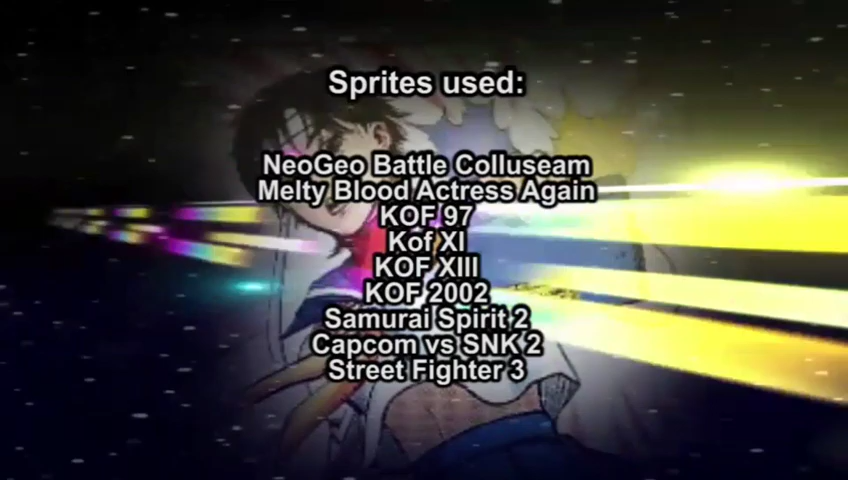 Sprites used:
NeoGeo Battle Colluseam
Melty Blood Actress Again
KOF 97
Kof XI
KOF XIII
KOF 2002
Samurai Spirit 2
Capcom vs SNK 2
Street Fighter 3